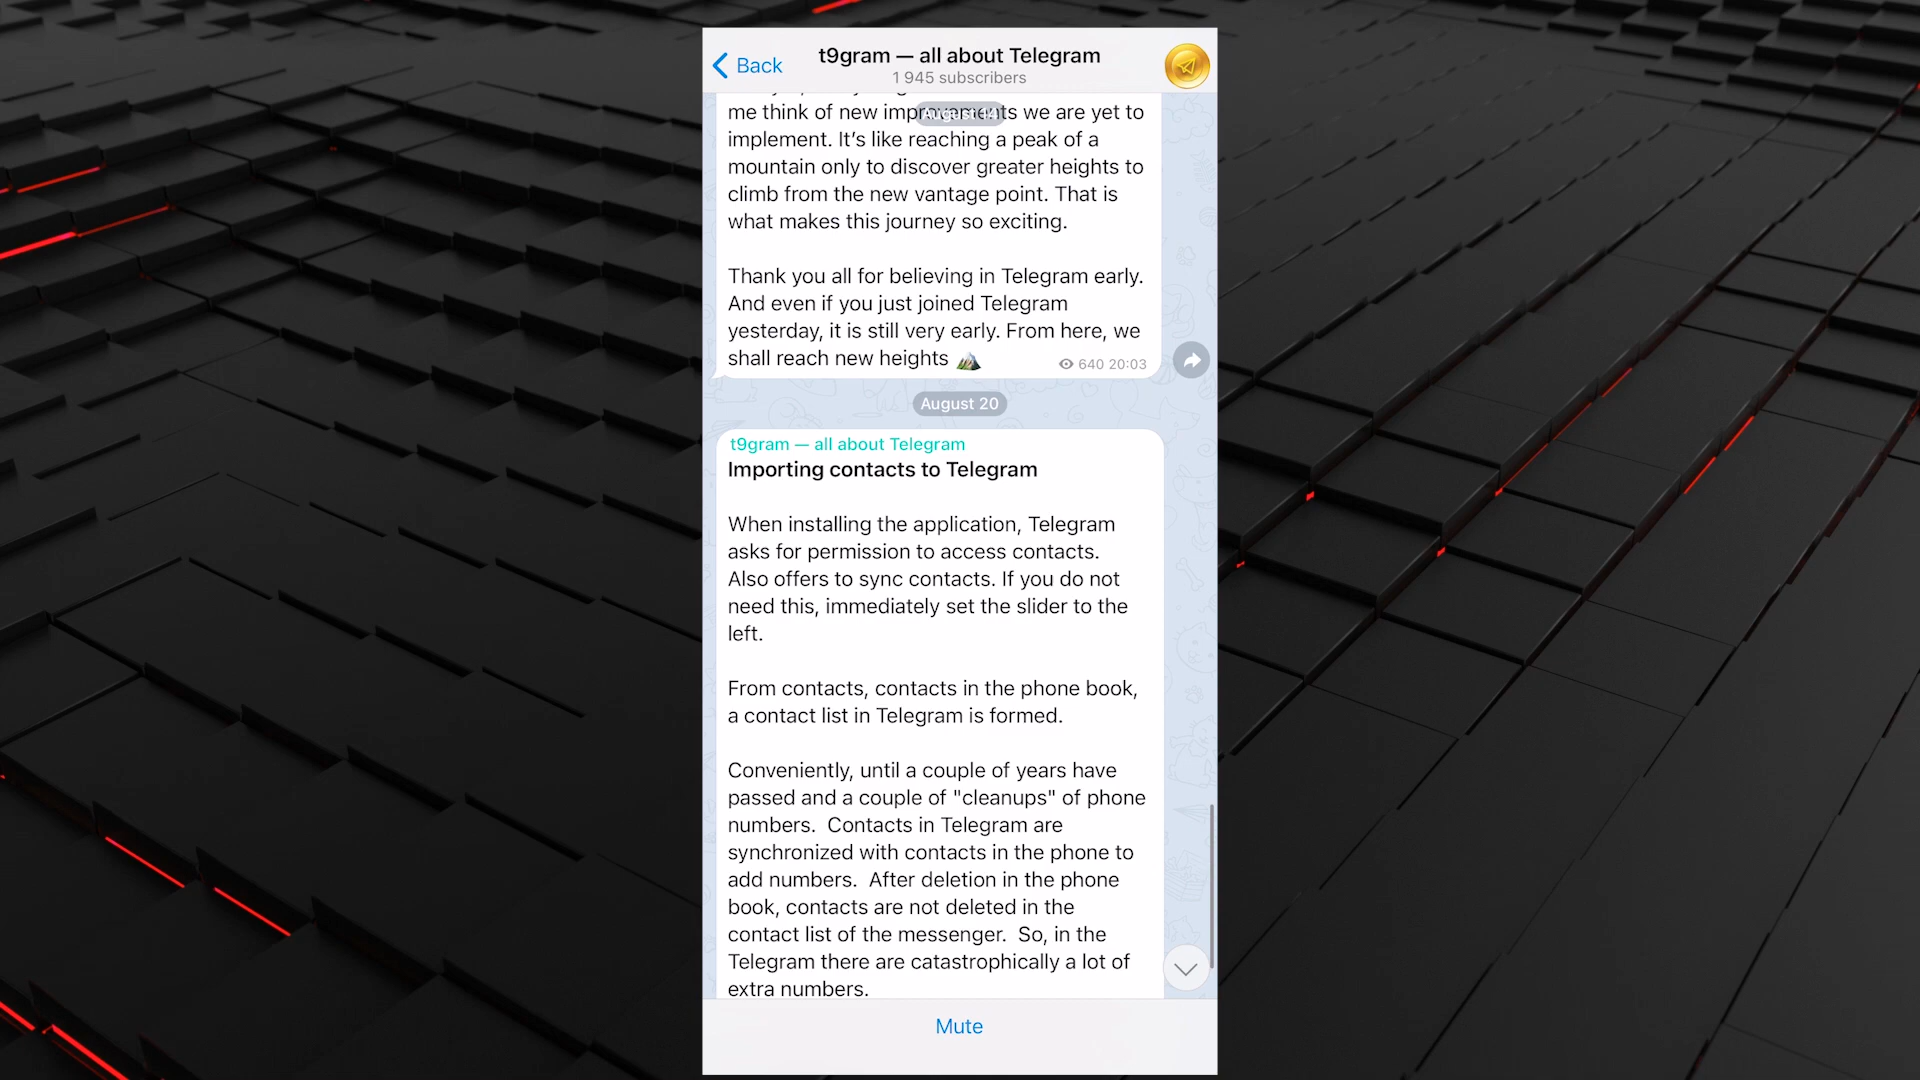 Back
t9gram — all about Telegram
1 945 subscribers
me think of new improvements we are yet to
August 14
implement. It’s like reaching a peak of a
mountain only to discover greater heights to
climb from the new vantage point. That is
what makes this journey so exciting.
Thank you all for believing in Telegram early.
And even if you just joined Telegram
yesterday, it is still very early. From here, we
shall reach new heights
640 20:03
August 20
t9gram — all about Telegram
Importing contacts to Telegram
When installing the application, Telegram
asks for permission to access contacts.
Also offers to sync contacts. If you do not
need this, immediately set the slider to the
left.
From contacts, contacts in the phone book,
a contact list in Telegram is formed.
Conveniently, until a couple of years have
passed and a couple of "cleanups" of phone
numbers.  Contacts in Telegram are
synchronized with contacts in the phone to
add numbers.  After deletion in the phone
book, contacts are not deleted in the
contact list of the messenger.  So, in the
Telegram there are catastrophically a lot of
extra numbers.
Mute